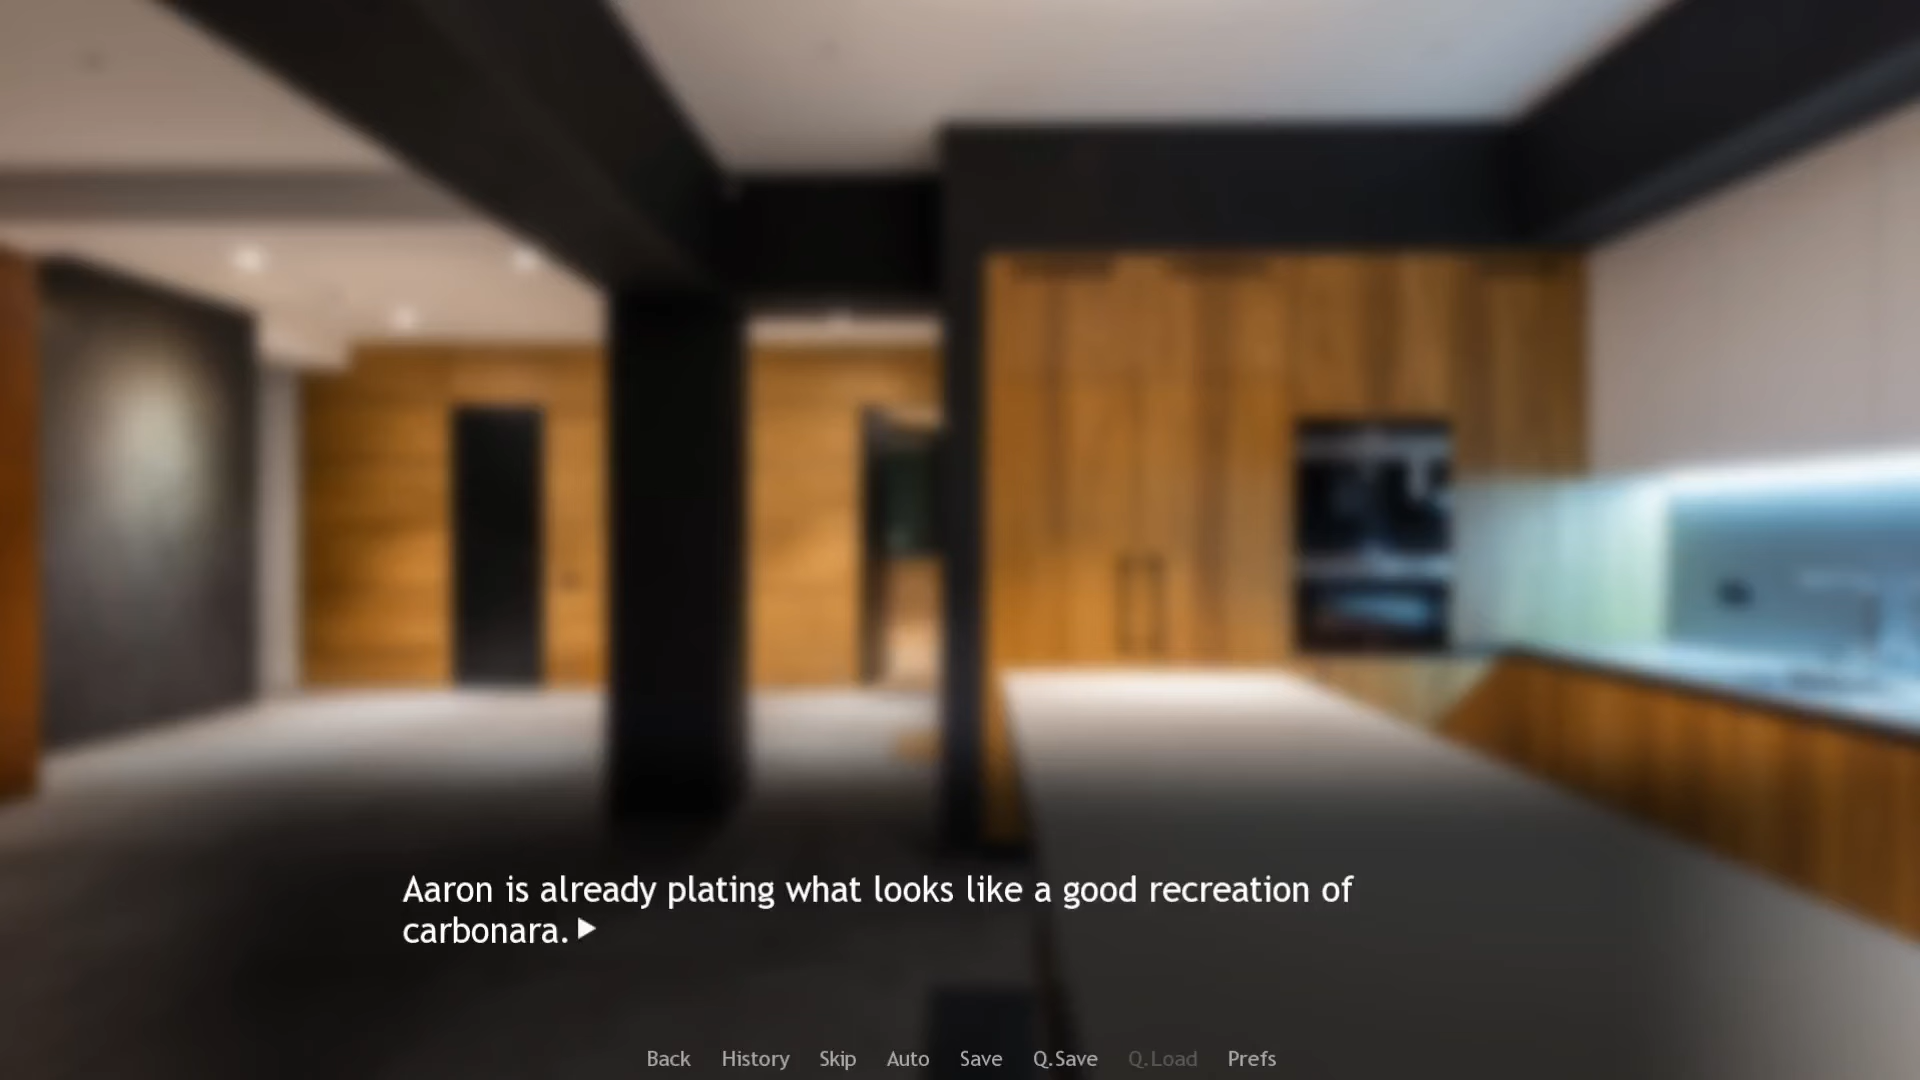 Aaron is already plating what looks like a good recreation of
carbonara.
Back History Skip Auto Save Q.Save Q.Load Prefs